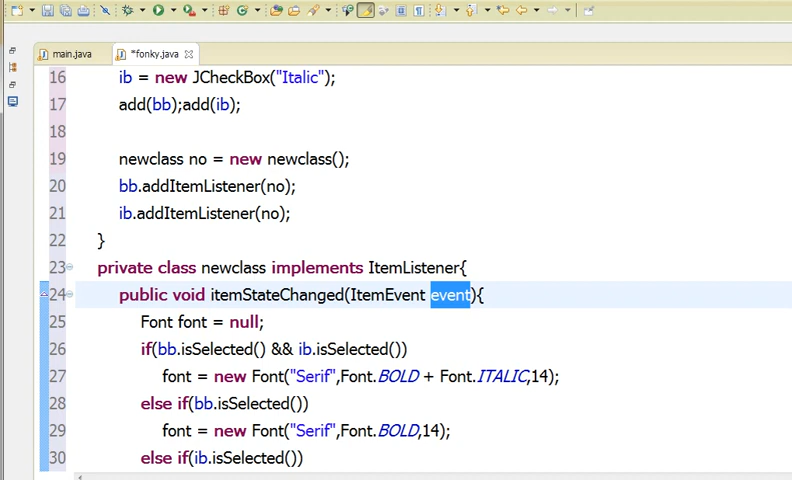 main.java *fonky.java
16 ib = new JCheckBox("Italic");
17 add(bb);add(ib);
18
19 newclass no = new newclass();
20 bb.addItemListener(no);
21 ib.addItemListener(no);
22 }
23 private class newclass implements ItemListener{
24 public void itemStateChanged(ItemEvent event){
25 Font font = null;
26 if(bb.isSelected() && ib.isSelected())
27 font = new Font("Serif",Font.BOLD + Font.ITALIC,14);
28 else if(bb.isSelected())
29 font = new Font("Serif",Font.BOLD,14);
30 else if(ib.isSelected())